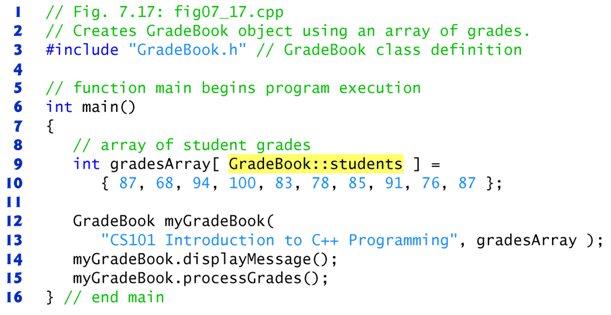 1 // Fig. 7.17: fig07_17.cpp
2 // Creates GradeBook object using an array of grades.
3 #include "GradeBook.h" // GradeBook class definition
4
5 // function main begins program execution
6 int main()
7 {
8 // array of student grades
9 int gradesArray[ GradeBook::students ] =
10 { 87, 68, 94, 100, 83, 78, 85, 91, 76, 87 };
11
12 GradeBook myGradeBook(
13 "CS101 Introduction to C++ Programming", gradesArray );
14 myGradeBook.displayMessage();
15 myGradeBook.processGrades();
16 } // end main